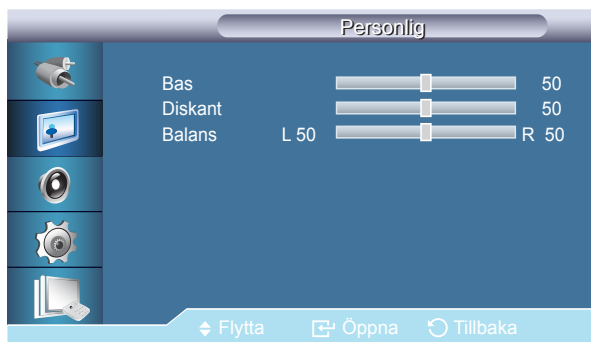 Personlig
Bas 50
Diskant 50
Balans L 50 R 50
Flytta Öppna Tillbaka